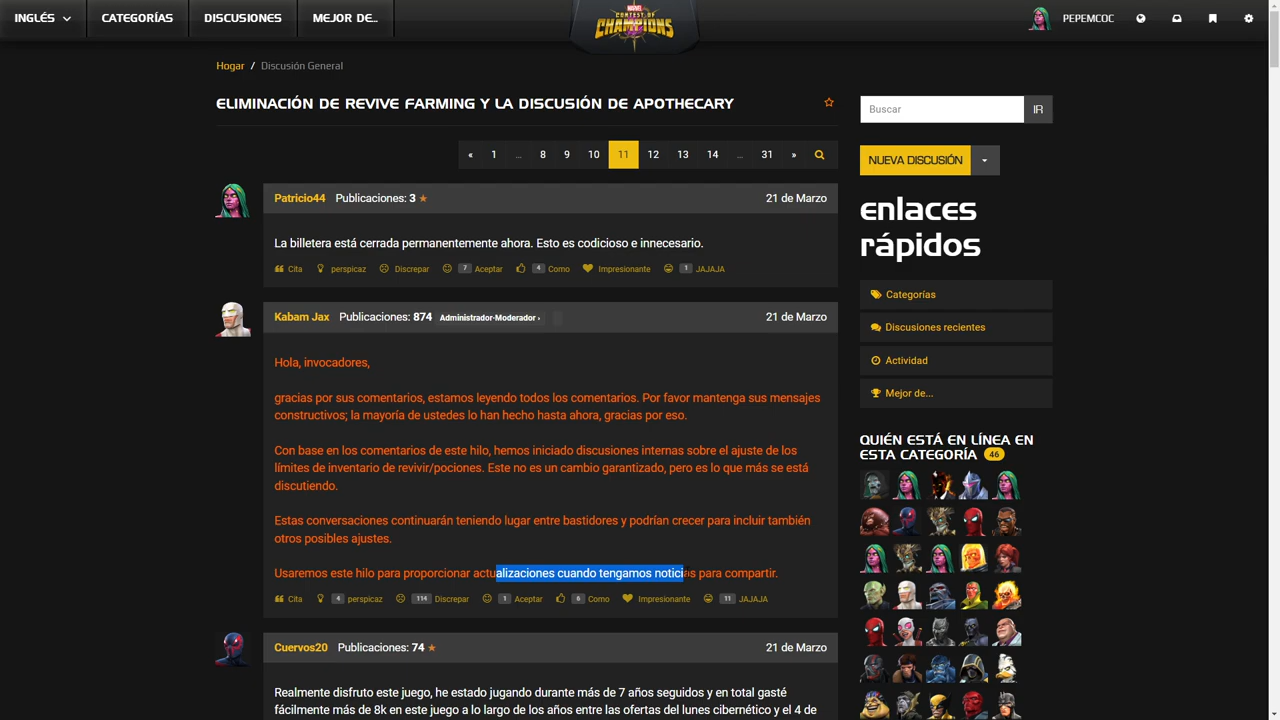 INGLÉS
CATEGORÍAS
DISCUSIONES
MEJOR DE...
MARVEL
CONTEST OF
CHAMPIONS
PEPEMCOC
Hogar / Discusión General
ELIMINACIÓN DE REVIVE FARMING Y LA DISCUSIÓN DE APOTHECARY
« 1 ... 8 9 10 11 12 13 14 ... 31 »
Patricio44 Publicaciones: 3 21 de Marzo
La billetera está cerrada permanentemente ahora. Esto es codicioso e innecesario.
Cita perspicaz Discrepar 7 Aceptar 4 Como Impresionante 1 JAJAJA
Kabam Jax Publicaciones: 874 Administrador-Moderador › 21 de Marzo
Hola, invocadores,
gracias por sus comentarios, estamos leyendo todos los comentarios. Por favor mantenga sus mensajes
constructivos; la mayoría de ustedes lo han hecho hasta ahora, gracias por eso.
Con base en los comentarios de este hilo, hemos iniciado discusiones internas sobre el ajuste de los
límites de inventario de revivir/pociones. Este no es un cambio garantizado, pero es lo que más se está
discutiendo.
Estas conversaciones continuarán teniendo lugar entre bastidores y podrían crecer para incluir también
otros posibles ajustes.
Usaremos este hilo para proporcionar actualizaciones cuando tengamos noticias para compartir.
Cita 4 perspicaz 114 Discrepar 1 Aceptar 6 Como Impresionante 11 JAJAJA
Cuervos20 Publicaciones: 74 21 de Marzo
Realmente disfruto este juego, he estado jugando durante más de 7 años seguidos y en total gasté
fácilmente más de 8k en este juego a lo largo de los años entre las ofertas del lunes cibernético y el 4 de
Buscar IR
NUEVA DISCUSIÓN
enlaces
rápidos
Categorías
Discusiones recientes
Actividad
Mejor de...
QUIÉN ESTÁ EN LÍNEA EN
ESTA CATEGORÍA 46